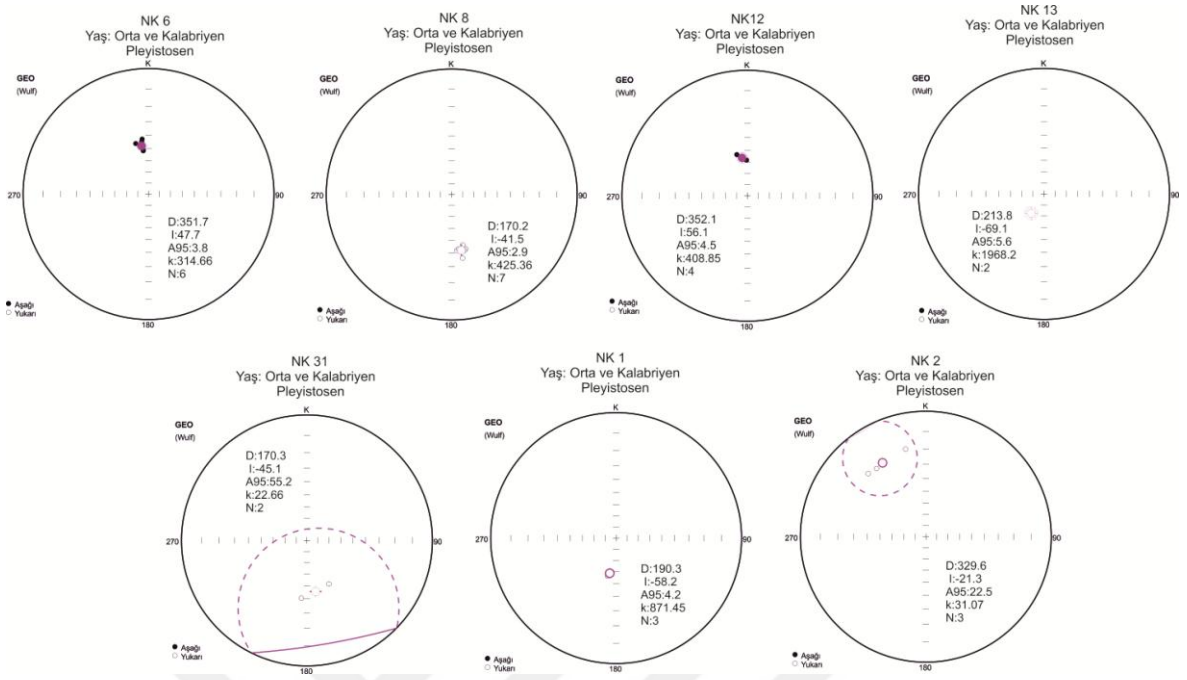 NK 6
Yaş: Orta ve Kalabriyen
Pleyistosen
K
GEO
(Wulf)
270
90
D:351.7
I:47.7
A95:3.8
k:314.66
N:6
Aşağı
Yukarı
180
NK 8
Yaş: Orta ve Kalabriyen
Pleyistosen
K
GEO
(Wulf)
270
90
D:170.2
I:-41.5
A95:2.9
k:425.36
N:7
Aşağı
Yukarı
180
NK12
Yaş: Orta ve Kalabriyen
Pleyistosen
K
GEO
(Wulf)
270
90
D:352.1
I:56.1
A95:4.5
k:408.85
N:4
Aşağı
Yukarı
180
NK 13
Yaş: Orta ve Kalabriyen
Pleyistosen
K
GEO
(Wulf)
270
90
D:213.8
I:-69.1
A95:5.6
k:1968.2
N:2
Aşağı
Yukarı
180
NK 31
Yaş: Orta ve Kalabriyen
Pleyistosen
K
GEO
(Wulf)
D:170.3
I:-45.1
A95:55.2
k:22.66
N:2
270
90
Aşağı
Yukarı
180
NK 1
Yaş: Orta ve Kalabriyen
Pleyistosen
K
GEO
(Wulf)
270
90
D:190.3
I:-58.2
A95:4.2
k:871.45
N:3
Aşağı
Yukarı
180
NK 2
Yaş: Orta ve Kalabriyen
Pleyistosen
K
GEO
(Wulf)
270
90
D:329.6
I:-21.3
A95:22.5
k:31.07
N:3
Aşağı
Yukarı
180